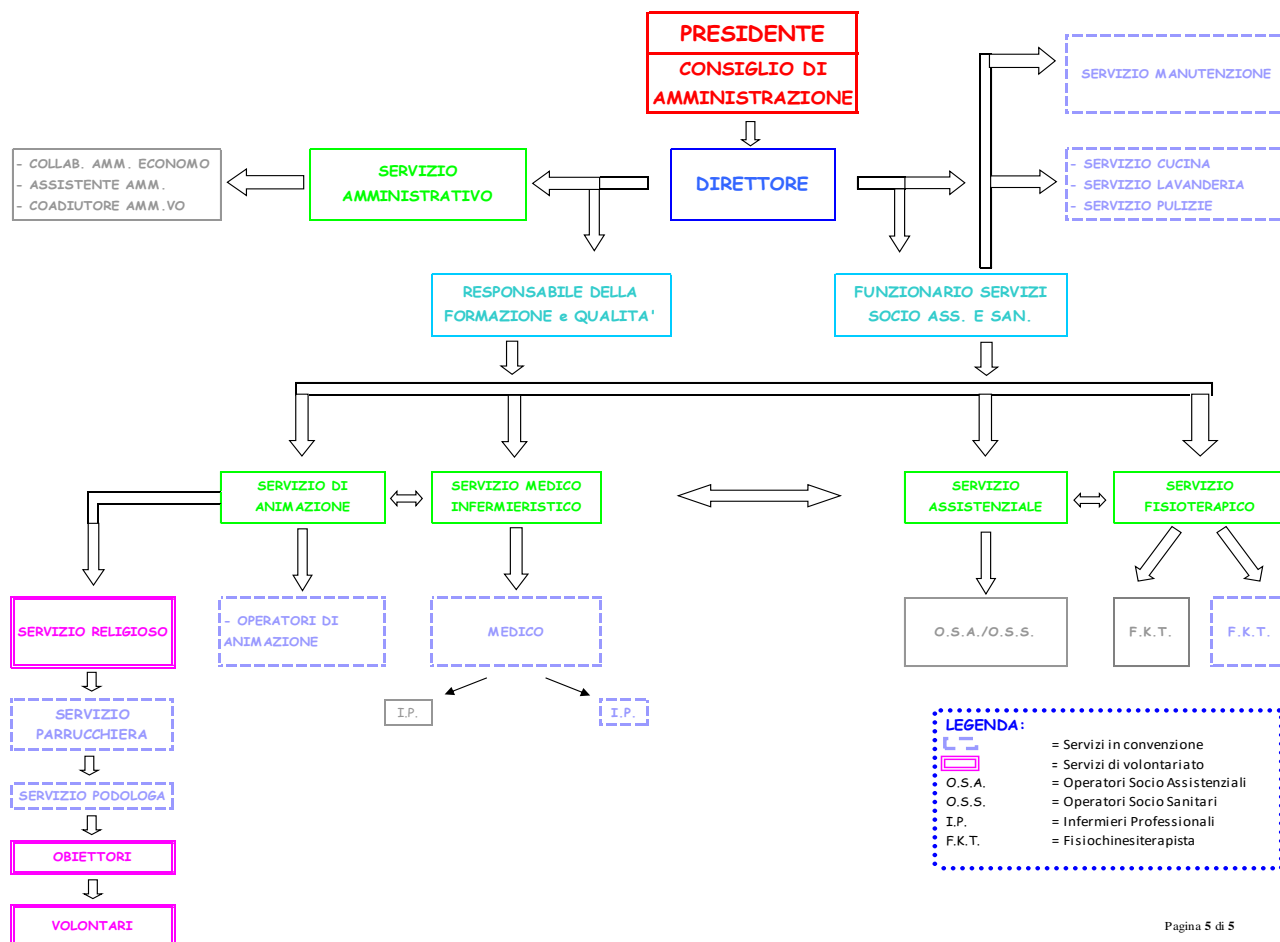 PRESIDENTE
CONSIGLIO DI
AMMINISTRAZIONE
SERVIZIO MANUTENZIONE
- COLLAB. AMM. ECONOMO
- ASSISTENTE AMM.
- COADIUTORE AMM.VO
SERVIZIO
AMMINISTRATIVO
DIRETTORE
- SERVIZIO CUCINA
- SERVIZIO LAVANDERIA
- SERVIZIO PULIZIE
RESPONSABILE DELLA
FORMAZIONE e QUALITA'
FUNZIONARIO SERVIZI
SOCIO ASS. E SAN.
SERVIZIO DI
ANIMAZIONE
SERVIZIO MEDICO
INFERMIERISTICO
SERVIZIO
ASSISTENZIALE
SERVIZIO
FISIOTERAPICO
SERVIZIO RELIGIOSO
- OPERATORI DI
ANIMAZIONE
MEDICO
O.S.A./O.S.S.
F.K.T.
F.K.T.
I.P.
I.P.
SERVIZIO
PARRUCCHIERA
SERVIZIO PODOLOGA
OBIETTORI
VOLONTARI
LEGENDA:
= Servizi in convenzione
= Servizi di volontariato
O.S.A. = Operatori Socio Assistenziali
O.S.S. = Operatori Socio Sanitari
I.P. = Infermieri Professionali
F.K.T. = Fisiochinesiterapista
Pagina 5 di 5